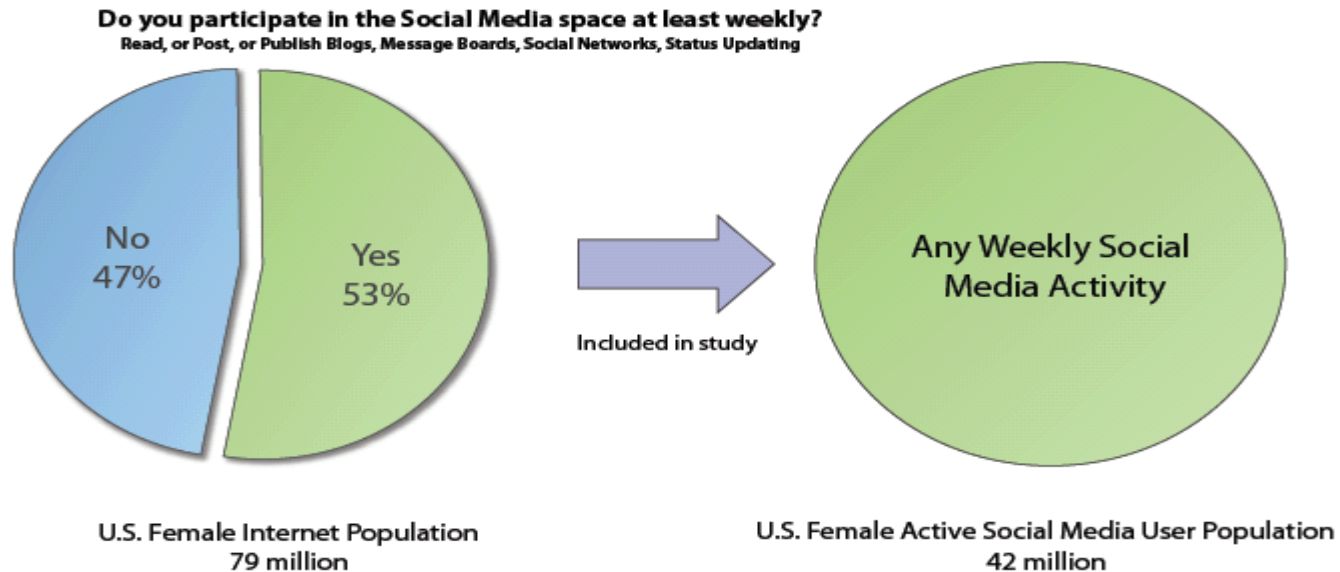 Do you participate in the Social Media space at least weekly?
Read, or Post, or Publish Blogs, Message Boards, Social Networks, Status Updating
No
47%
Yes
53%
Included in study
Any Weekly Social
Media Activity
U.S. Female Internet Population
79 million
U.S. Female Active Social Media User Population
42 million